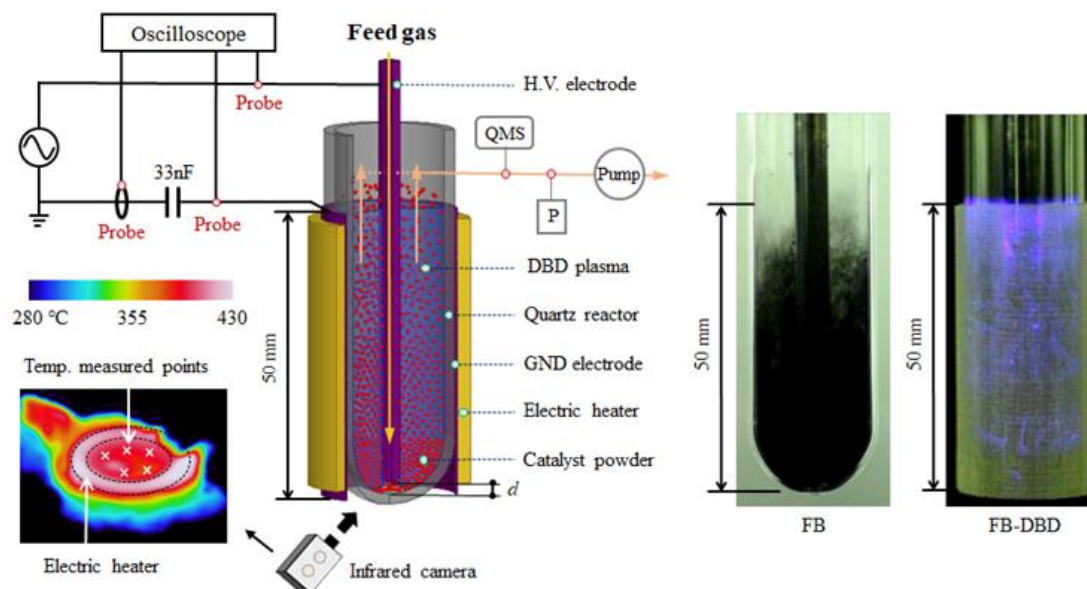 Oscilloscope
Feed gas
H.V. electrode
Probe
QMS
Pump
33nF
P
Probe
Probe
DBD plasma
280 °C 355 430
50 mm
Quartz reactor
50 mm
50 mm
Temp. measured points
GND electrode
Electric heater
Catalyst powder
d
FB
FB-DBD
Electric heater
Infrared camera